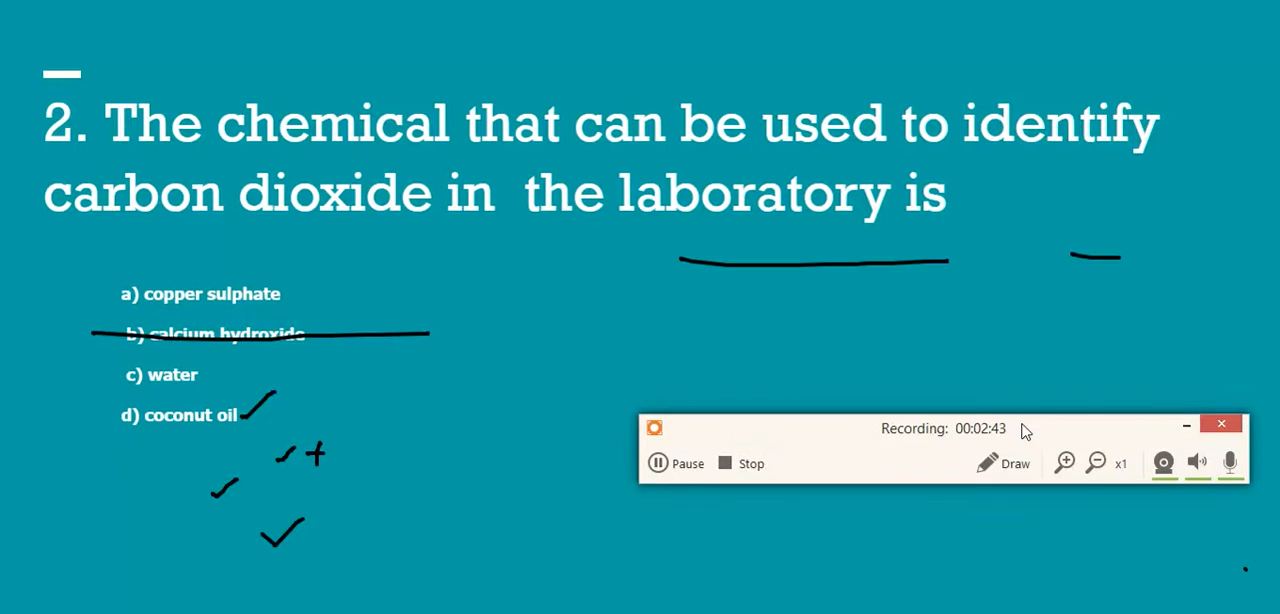 2. The chemical that can be used to identify
carbon dioxide in the laboratory is
a) copper sulphate
b) calcium hydroxide
c) water
d) coconut oil
+
Recording: 00:02:43
Pause Stop Draw x1